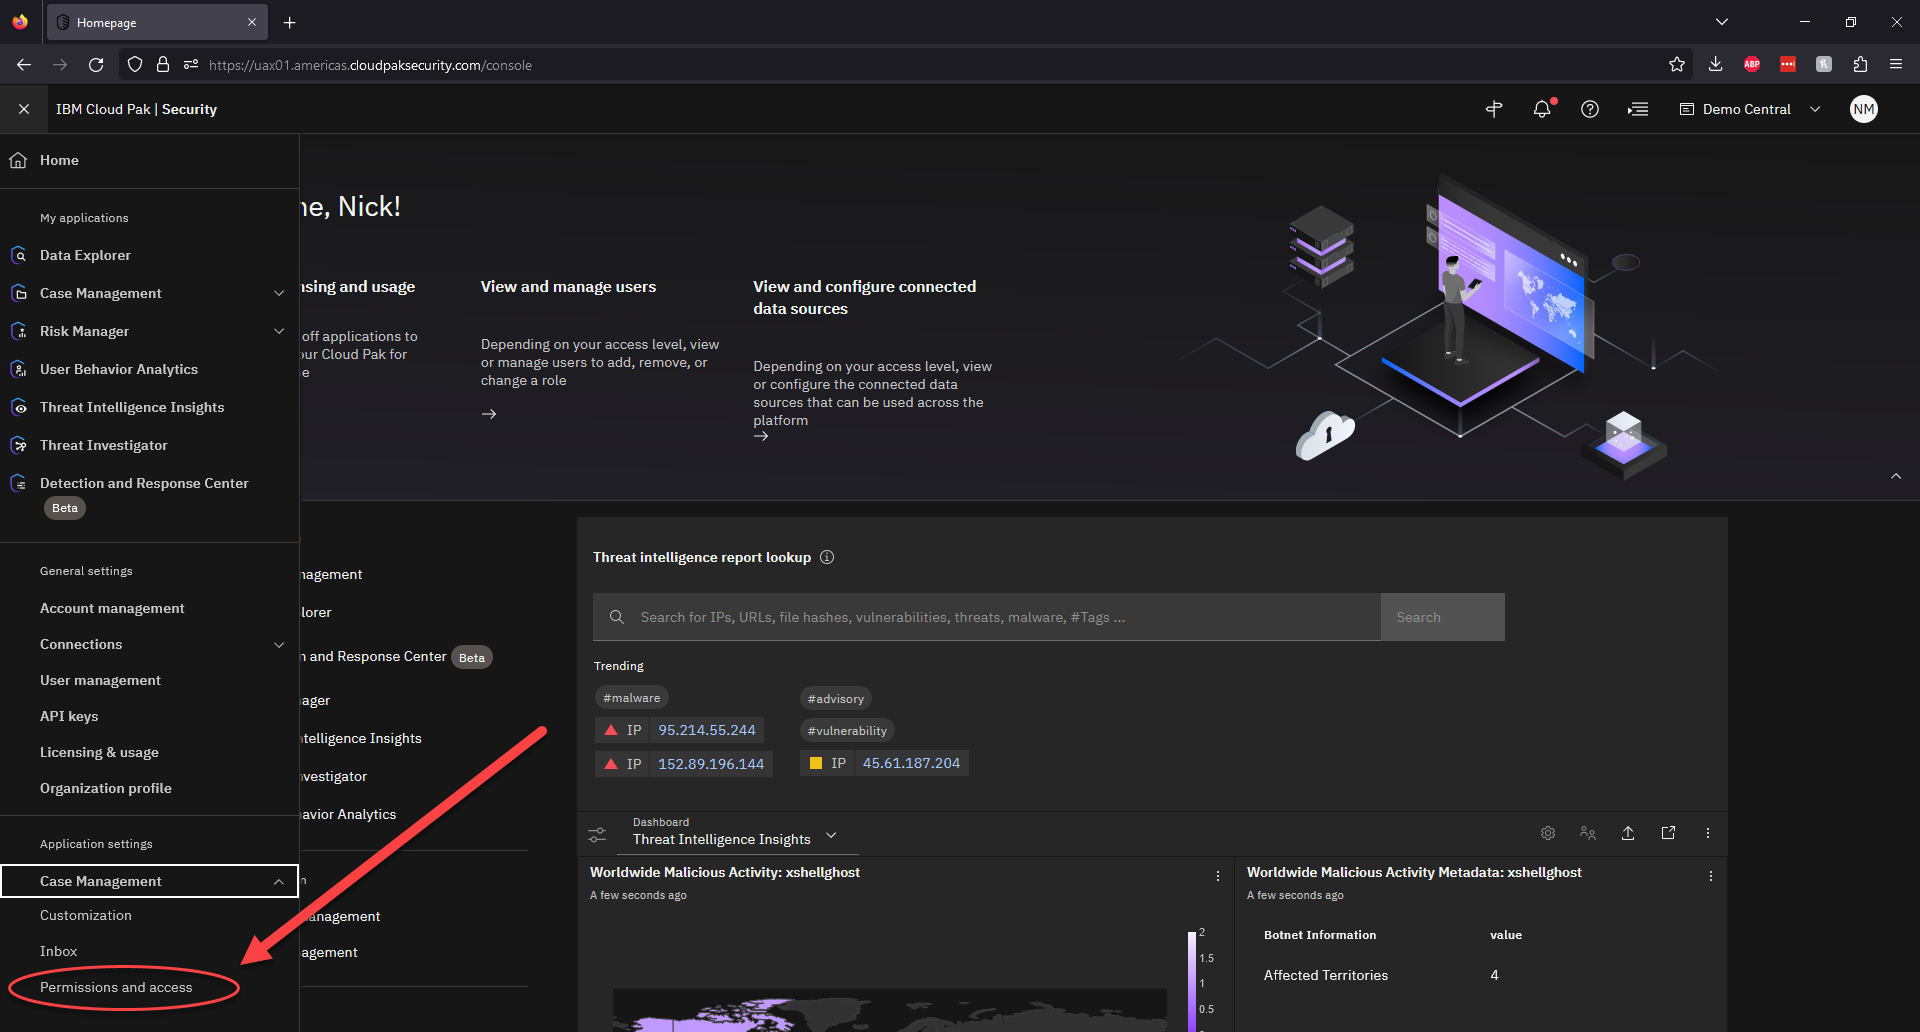 Homepage
https://uax01.americas.cloudpaksecurity.com/console
ABP
IBM Cloud Pak | Security
Demo Central
NM
Home
My applications
Data Explorer
Case Management
Risk Manager
User Behavior Analytics
Threat Intelligence Insights
Threat Investigator
Detection and Response Center
Beta
General settings
Account management
Connections
User management
API keys
Licensing & usage
Organization profile
Application settings
Case Management
Customization
Inbox
Permissions and access
ne, Nick!
nsing and usage
off applications to
our Cloud Pak for
e
View and manage users
Depending on your access level, view
or manage users to add, remove, or
change a role
View and configure connected
data sources
Depending on your access level, view
or configure the connected data
sources that can be used across the
platform
nagement
lorer
n and Response Center Beta
ager
ntelligence Insights
nvestigator
avior Analytics
n
anagement
agement
Threat intelligence report lookup
Search for IPs, URLs, file hashes, vulnerabilities, threats, malware, #Tags ...
Search
Trending
#malware
IP 95.214.55.244
IP 152.89.196.144
#advisory
#vulnerability
IP 45.61.187.204
Dashboard
Threat Intelligence Insights
Worldwide Malicious Activity: xshellghost
A few seconds ago
2
1.5
1
0.5
Worldwide Malicious Activity Metadata: xshellghost
A few seconds ago
Botnet Information value
Affected Territories 4